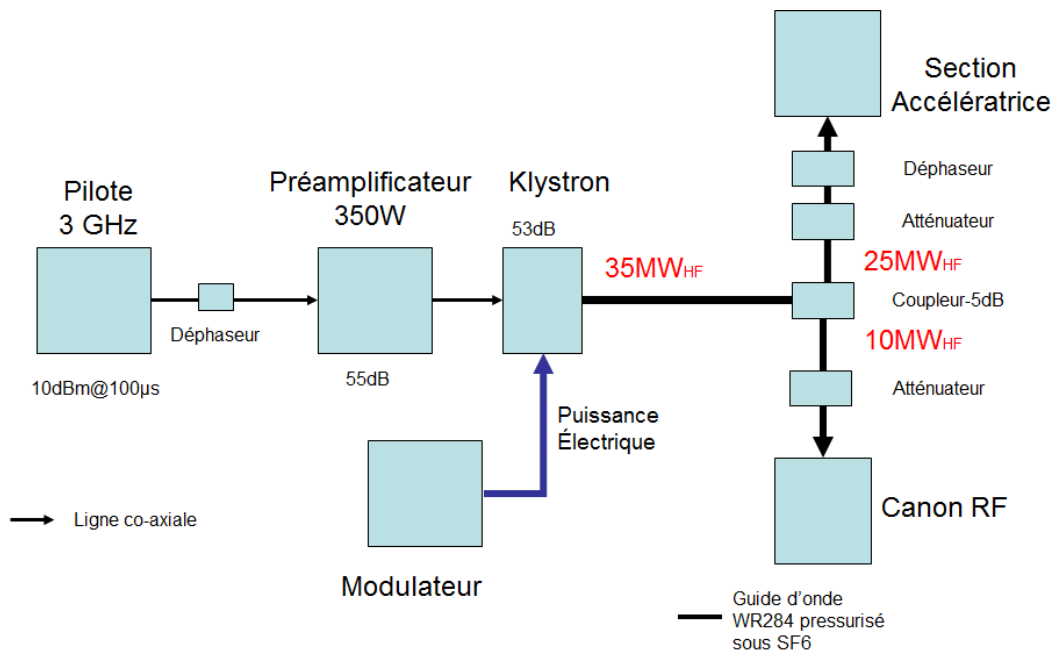 Section
Accélératrice
Déphaseur
Pilote
3 GHz
Préamplificateur
350W
Klystron
53dB
Atténuateur
35MWHF
25MWHF
Coupleur-5dB
Déphaseur
10MWHF
10dBm@100µs
55dB
Atténuateur
Puissance
Électrique
Ligne co-axiale
Canon RF
Modulateur
Guide d’onde
WR284 pressurisé
sous SF6